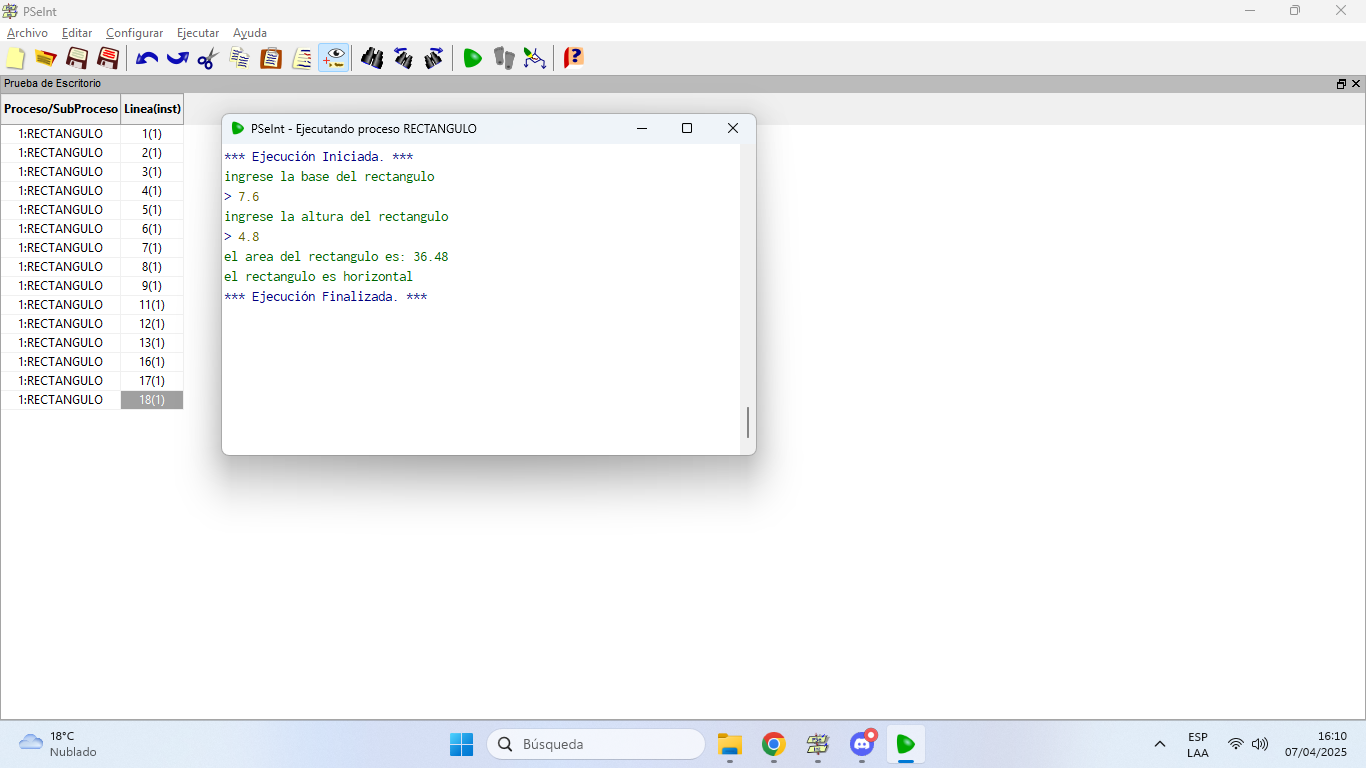 PSeInt
Archivo Editar Configurar Ejecutar Ayuda
Prueba de Escritorio
Proceso/SubProceso Linea(inst)
1:RECTANGULO 1(1)
1:RECTANGULO 2(1)
1:RECTANGULO 3(1)
1:RECTANGULO 4(1)
1:RECTANGULO 5(1)
1:RECTANGULO 6(1)
1:RECTANGULO 7(1)
1:RECTANGULO 8(1)
1:RECTANGULO 9(1)
1:RECTANGULO 11(1)
1:RECTANGULO 12(1)
1:RECTANGULO 13(1)
1:RECTANGULO 16(1)
1:RECTANGULO 17(1)
1:RECTANGULO 18(1)
PSeInt - Ejecutando proceso RECTANGULO
*** Ejecución Iniciada. ***
ingrese la base del rectangulo
> 7.6
ingrese la altura del rectangulo
> 4.8
el area del rectangulo es: 36.48
el rectangulo es horizontal
*** Ejecución Finalizada. ***
18°C
Nublado
Búsqueda
ESP
LAA
16:10
07/04/2025